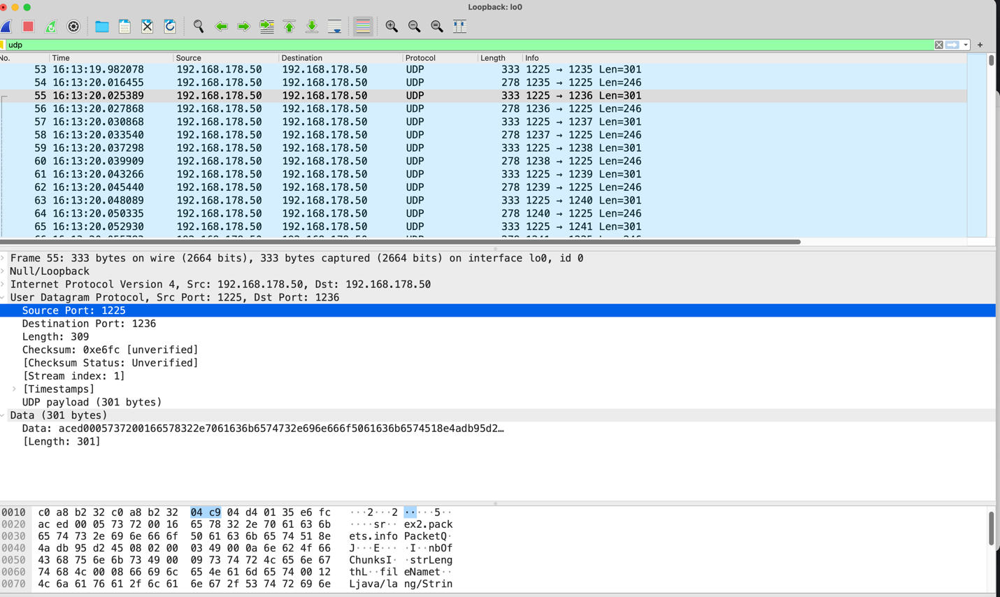 Loopback: lo0
udp
No. Time Source Destination Protocol Length Info
53 16:13:19.982078 192.168.178.50 192.168.178.50 UDP 333 1225 → 1235 Len=301
54 16:13:20.016455 192.168.178.50 192.168.178.50 UDP 278 1235 → 1225 Len=246
55 16:13:20.025389 192.168.178.50 192.168.178.50 UDP 333 1225 → 1236 Len=301
56 16:13:20.027868 192.168.178.50 192.168.178.50 UDP 278 1236 → 1225 Len=246
57 16:13:20.030868 192.168.178.50 192.168.178.50 UDP 333 1225 → 1237 Len=301
58 16:13:20.033540 192.168.178.50 192.168.178.50 UDP 278 1237 → 1225 Len=246
59 16:13:20.037298 192.168.178.50 192.168.178.50 UDP 333 1225 → 1238 Len=301
60 16:13:20.039909 192.168.178.50 192.168.178.50 UDP 278 1238 → 1225 Len=246
61 16:13:20.043266 192.168.178.50 192.168.178.50 UDP 333 1225 → 1239 Len=301
62 16:13:20.045440 192.168.178.50 192.168.178.50 UDP 278 1239 → 1225 Len=246
63 16:13:20.048089 192.168.178.50 192.168.178.50 UDP 333 1225 → 1240 Len=301
64 16:13:20.050335 192.168.178.50 192.168.178.50 UDP 278 1240 → 1225 Len=246
65 16:13:20.052930 192.168.178.50 192.168.178.50 UDP 333 1225 → 1241 Len=301
Frame 55: 333 bytes on wire (2664 bits), 333 bytes captured (2664 bits) on interface lo0, id 0
Null/Loopback
Internet Protocol Version 4, Src: 192.168.178.50, Dst: 192.168.178.50
User Datagram Protocol, Src Port: 1225, Dst Port: 1236
Source Port: 1225
Destination Port: 1236
Length: 309
Checksum: 0xe6fc [unverified]
[Checksum Status: Unverified]
[Stream index: 1]
[Timestamps]
UDP payload (301 bytes)
Data (301 bytes)
Data: aced0005737200166578322e7061636b6574732e696e666f5061636b6574518e4adb95d2…
[Length: 301]
0010 c0 a8 b2 32 c0 a8 b2 32 04 c9 04 d4 01 35 e6 fc ···2···2 ·····5··
0020 ac ed 00 05 73 72 00 16 65 78 32 2e 70 61 63 6b ····sr·· ex2.pack
0030 65 74 73 2e 69 6e 66 6f 50 61 63 6b 65 74 51 8e ets.info PacketQ·
0040 4a db 95 d2 45 08 02 00 03 49 00 0a 6e 62 4f 66 J···E··· ·I··nbOf
0050 43 68 75 6e 6b 73 49 00 09 73 74 72 4c 65 6e 67 ChunksI· ·strLeng
0060 74 68 4c 00 08 66 69 6c 65 4e 61 6d 65 74 00 12 thL··fil eNamet··
0070 4c 6a 61 76 61 2f 6c 61 6e 67 2f 53 74 72 69 6e Ljava/la ng/Strin